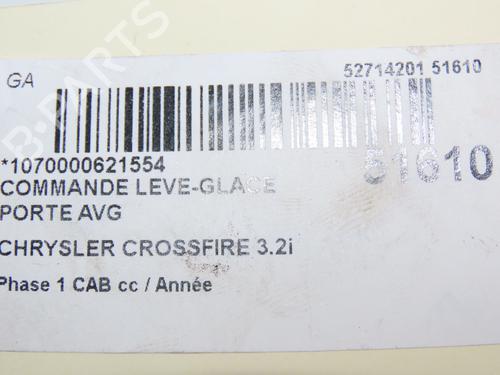 GA
52714201 51610
*1070000621554
51610
COMMANDE LEVE-GLACE
PORTE AVG
CHRYSLER CROSSFIRE 3.2i
Phase 1 CAB cc / Année
B-PARTS